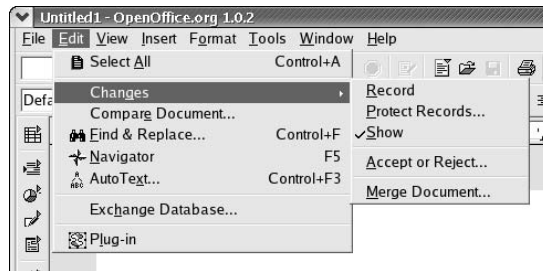 Untitled1 - OpenOffice.org 1.0.2
File Edit View Insert Format Tools Window Help
Select All Control+A
Changes
Compare Document...
Find & Replace... Control+F
Navigator F5
AutoText... Control+F3
Exchange Database...
Plug-in
Record
Protect Records...
Show
Accept or Reject...
Merge Document...
Defa